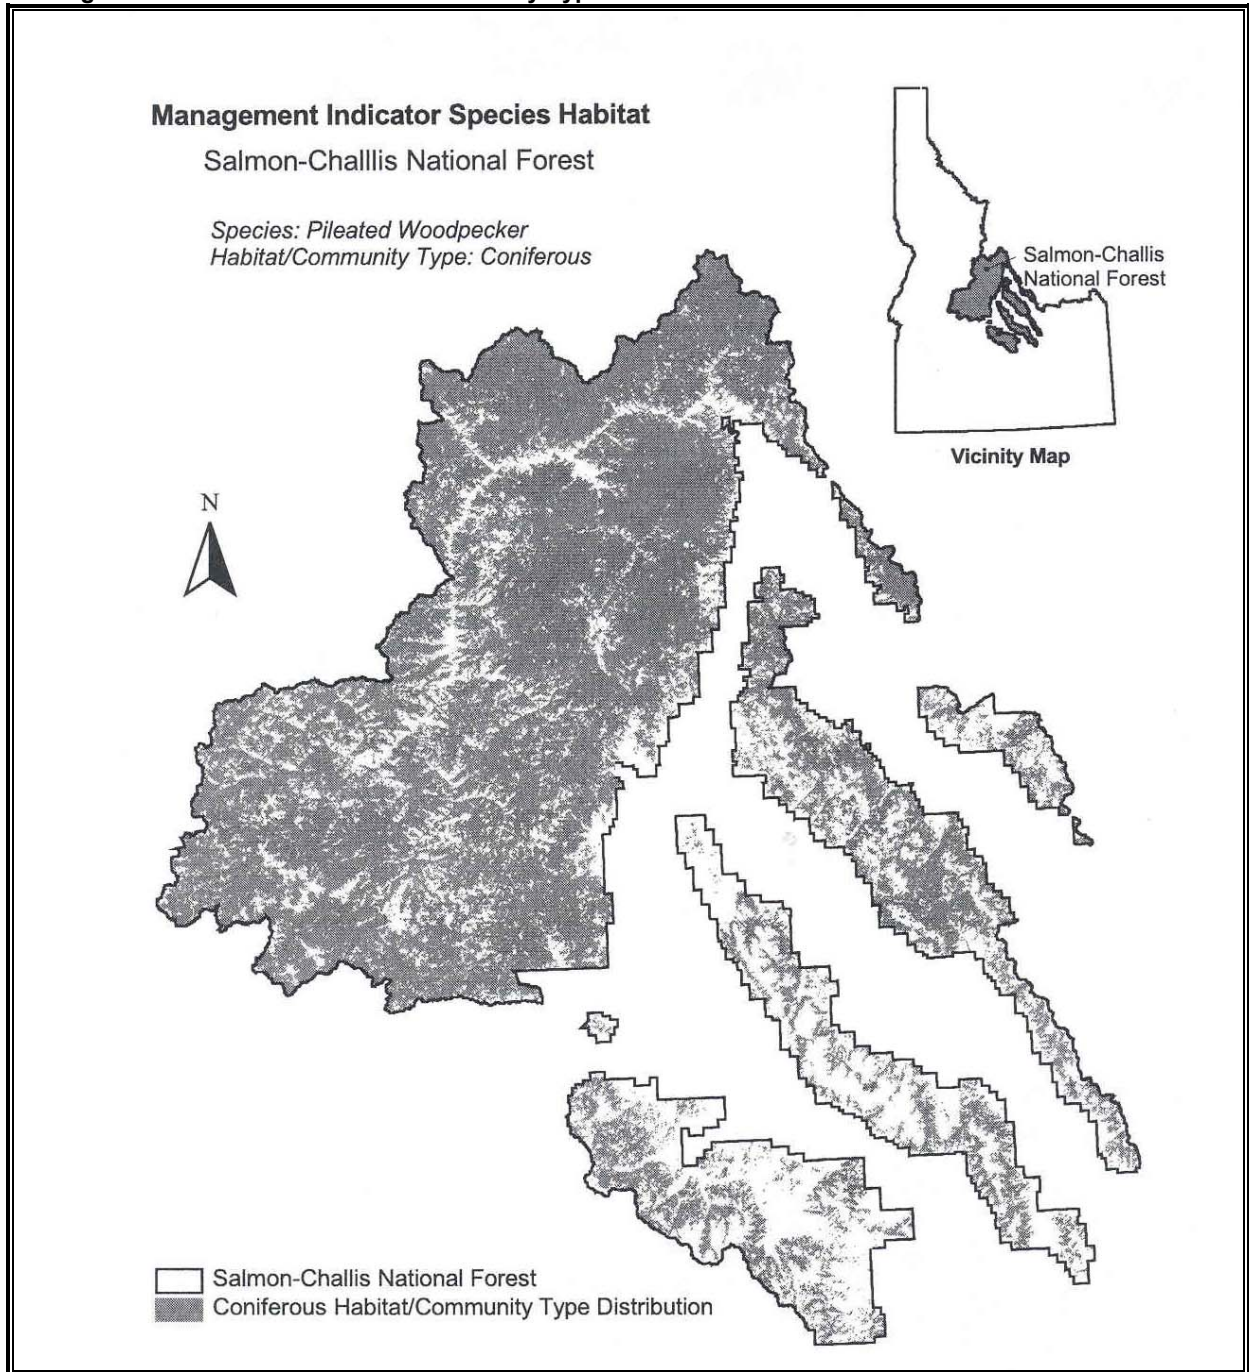 Management Indicator Species Habitat
Salmon-Challlis National Forest
Species: Pileated Woodpecker
Habitat/Community Type: Coniferous
Salmon-Challis
National Forest
Vicinity Map
N
Salmon-Challis National Forest
Coniferous Habitat/Community Type Distribution